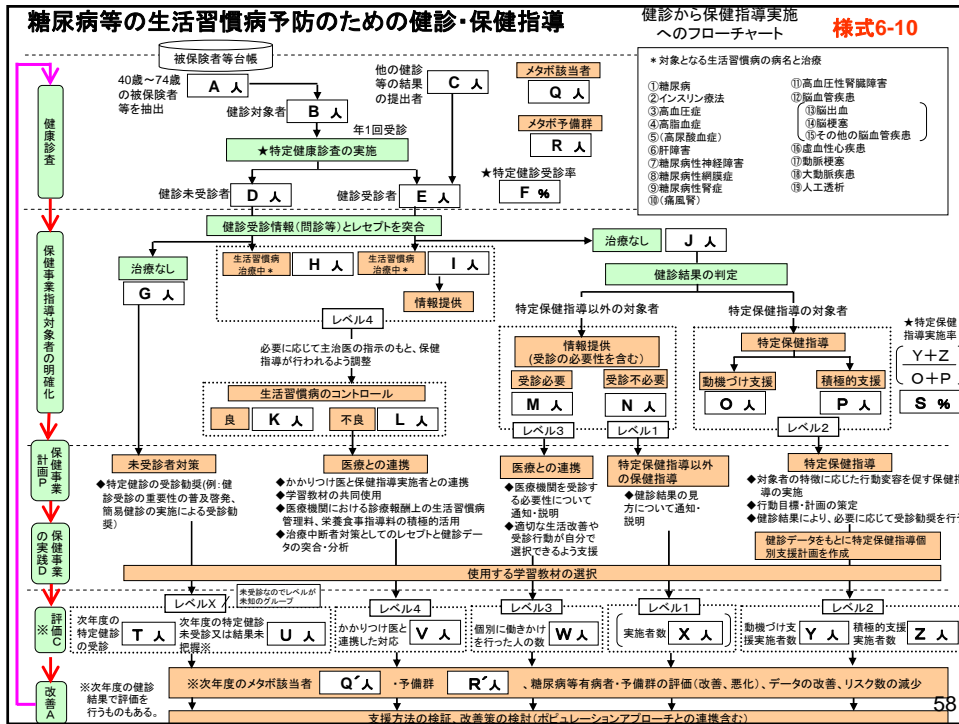 糖尿病等の生活習慣病予防のための健診・保健指導
健診から保健指導実施
へのフローチャート
様式6-10
被保険者等台帳
40歳～74歳
の被保険者
等を抽出
A 人
健診対象者
B 人
他の健診
等の結果
の提出者
C 人
年1回受診
★特定健康診査の実施
健診未受診者
D 人
健診受診者
E 人
メタボ該当者
Q 人
メタボ予備群
R 人
★特定健診受診率
F %
*対象となる生活習慣病の病名と治療
①糖尿病
②インスリン療法
③高血圧症
④高脂血症
⑤(高尿酸血症)
⑥肝障害
⑦糖尿病性神経障害
⑧糖尿病性網膜症
⑨糖尿病性腎症
⑩(痛風腎)
⑪高血圧性腎臓障害
⑫脳血管疾患
⑬脳出血
⑭脳梗塞
⑮その他の脳血管疾患
⑯虚血性心疾患
⑰動脈梗塞
⑱大動脈疾患
⑲人工透析
健康診査
健診受診情報(問診等)とレセプトを突合
治療なし
G 人
生活習慣病
治療中*
H 人
生活習慣病
治療中*
I 人
情報提供
レベル4
治療なし
J 人
健診結果の判定
特定保健指導以外の対象者
特定保健指導の対象者
情報提供
(受診の必要性を含む)
受診必要
M 人
受診不必要
N 人
レベル3
レベル1
特定保健指導
動機づけ支援
O 人
積極的支援
P 人
レベル2
★特定保健
指導実施率
Y+Z
O+P
S %
必要に応じて主治医の指示のもと、保健
指導が行われるよう調整
生活習慣病のコントロール
良
K 人
不良
L 人
保健事業指導対象者の明確化
保健事業
計画P
未受診者対策
◆特定健診の受診勧奨(例:健
診受診の重要性の普及啓発、
簡易健診の実施による受診勧
奨)
医療との連携
◆かかりつけ医と保健指導実施者との連携
◆学習教材の共同使用
◆医療機関における診療報酬上の生活習慣病
管理料、栄養食事指導料の積極的活用
◆治療中断者対策としてのレセプトと健診デー
タの突合・分析
医療との連携
◆医療機関を受診す
る必要性について
通知・説明
◆適切な生活改善や
受診行動が自分で
選択できるよう支援
特定保健指導以外の
保健指導
◆健診結果の見
方について通知・
説明
特定保健指導
◆対象者の特徴に応じた行動変容を促す保健指
導の実施
◆行動目標・計画の策定
◆健診結果により、必要に応じて受診勧奨を行
健診データをもとに特定保健指導個
別支援計画を作成
保健事業
の実践D
使用する学習教材の選択
レベルX
未受診なのでレベルが
未知のグループ
レベル4
レベル3
レベル1
レベル2
評価C
※
次年度の
特定健診
の受診
T 人
次年度の特定健診
未受診又は結果未
把握※
U 人
かかりつけ医と
連携した対応
V 人
個別に働きかけ
を行った人の数
W 人
実施者数
X 人
動機づけ支
援実施者数
Y 人
積極的支援
実施者数
Z 人
※次年度のメタボ該当者 Q´人 ・予備群 R´人 、糖尿病等有病者・予備群の評価(改善、悪化)、データの改善、リスク数の減少
改善A
※次年度の健診
結果で評価を
行うものもある。
支援方法の検証、改善策の検討(ポピュレーションアプローチとの連携含む)
58